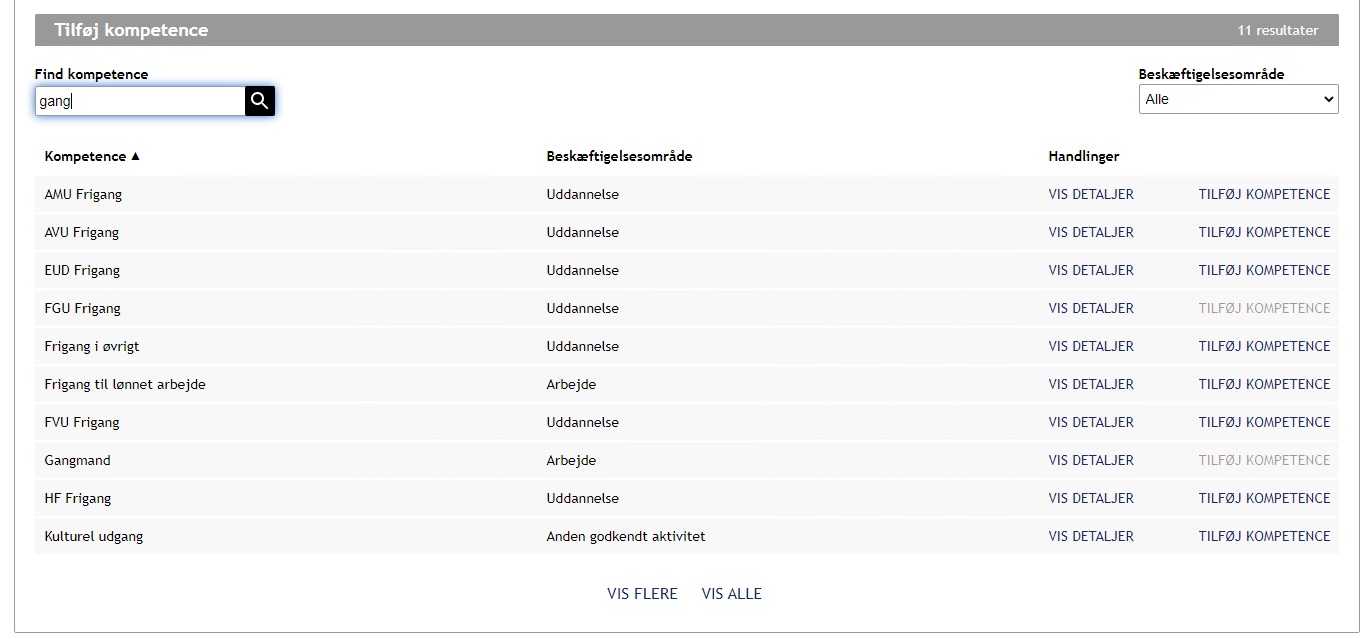 Tilføj kompetence 11 resultater
Find kompetence Beskæftigelsesområde
gang Alle
Kompetence ▲ Beskæftigelsesområde Handlinger
AMU Frigang Uddannelse VIS DETALJER TILFØJ KOMPETENCE
AVU Frigang Uddannelse VIS DETALJER TILFØJ KOMPETENCE
EUD Frigang Uddannelse VIS DETALJER TILFØJ KOMPETENCE
FGU Frigang Uddannelse VIS DETALJER TILFØJ KOMPETENCE
Frigang i øvrigt Uddannelse VIS DETALJER TILFØJ KOMPETENCE
Frigang til lønnet arbejde Arbejde VIS DETALJER TILFØJ KOMPETENCE
FVU Frigang Uddannelse VIS DETALJER TILFØJ KOMPETENCE
Gangmand Arbejde VIS DETALJER TILFØJ KOMPETENCE
HF Frigang Uddannelse VIS DETALJER TILFØJ KOMPETENCE
Kulturel udgang Anden godkendt aktivitet VIS DETALJER TILFØJ KOMPETENCE
VIS FLERE VIS ALLE